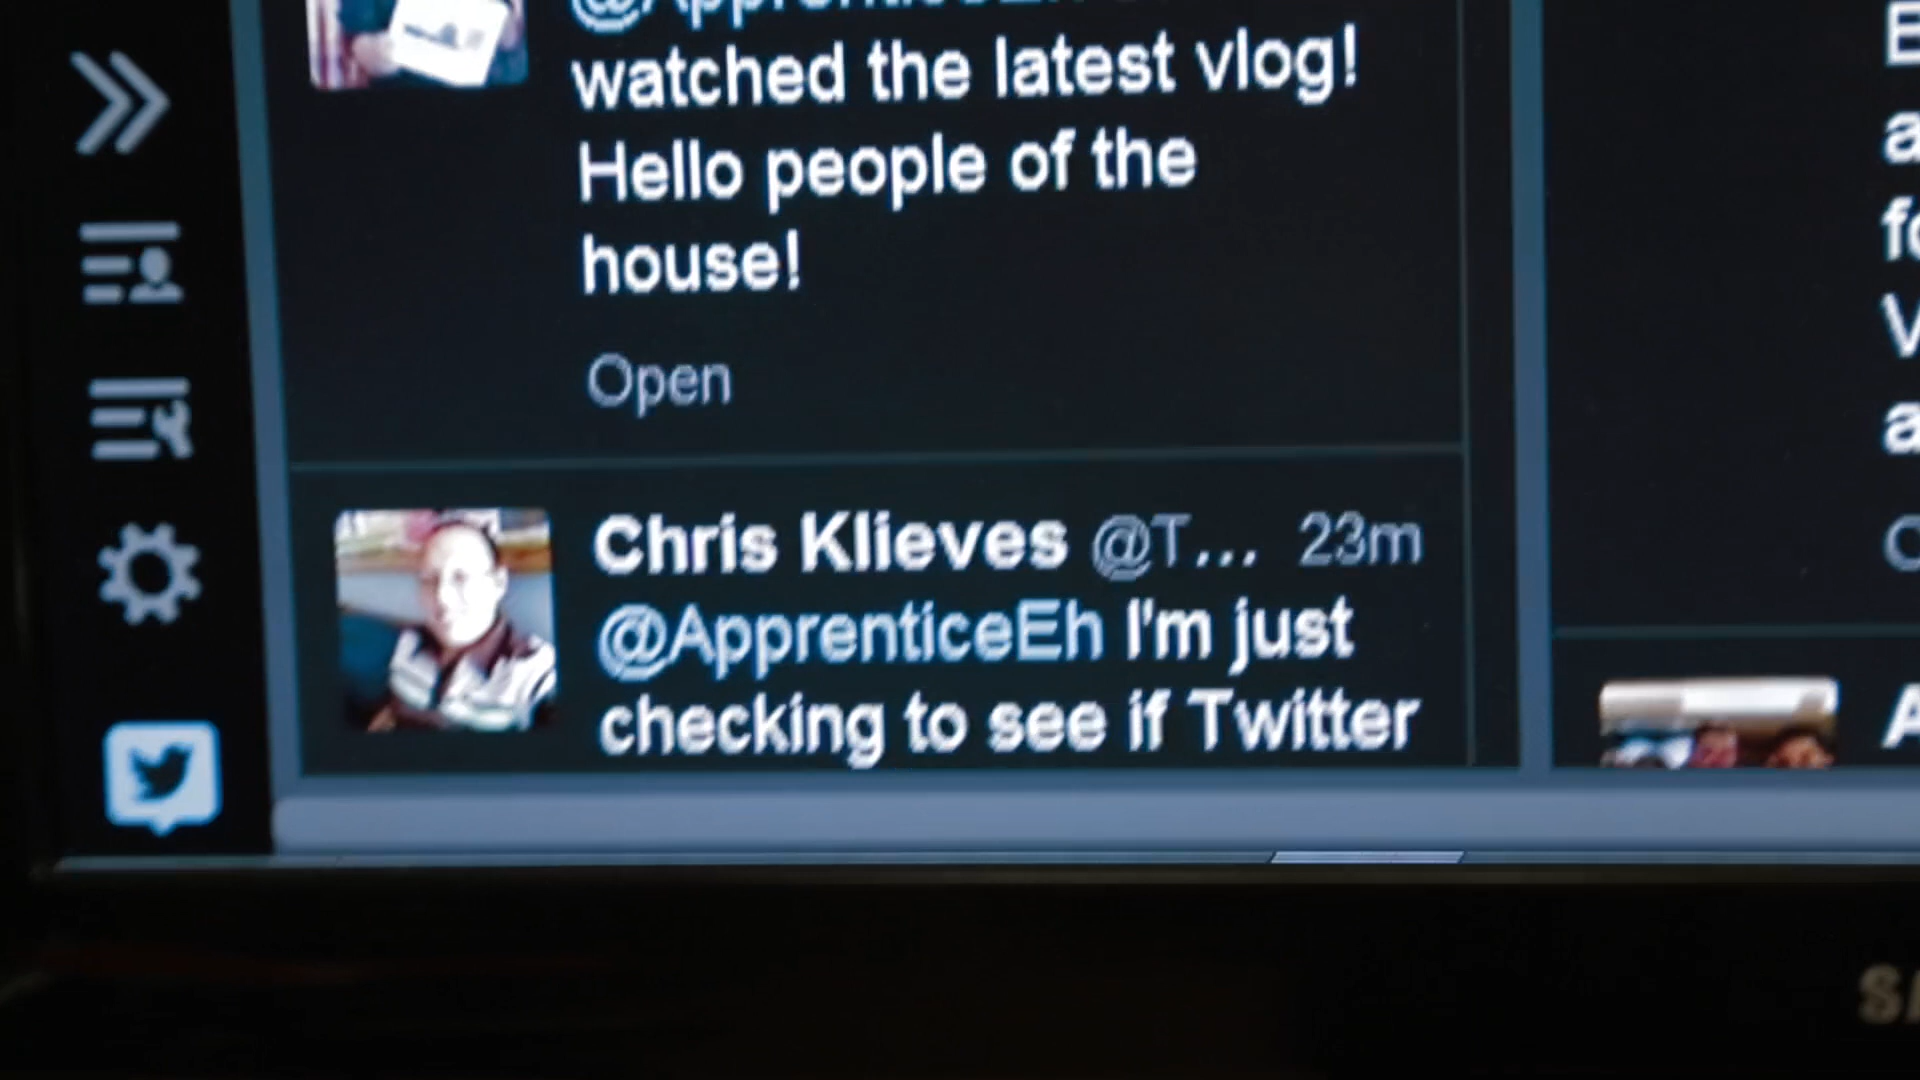 @ApprenticeEh
watched the latest vlog!
Hello people of the
house!
Open
Chris Klieves @T... 23m
@ApprenticeEh I'm just
checking to see if Twitter